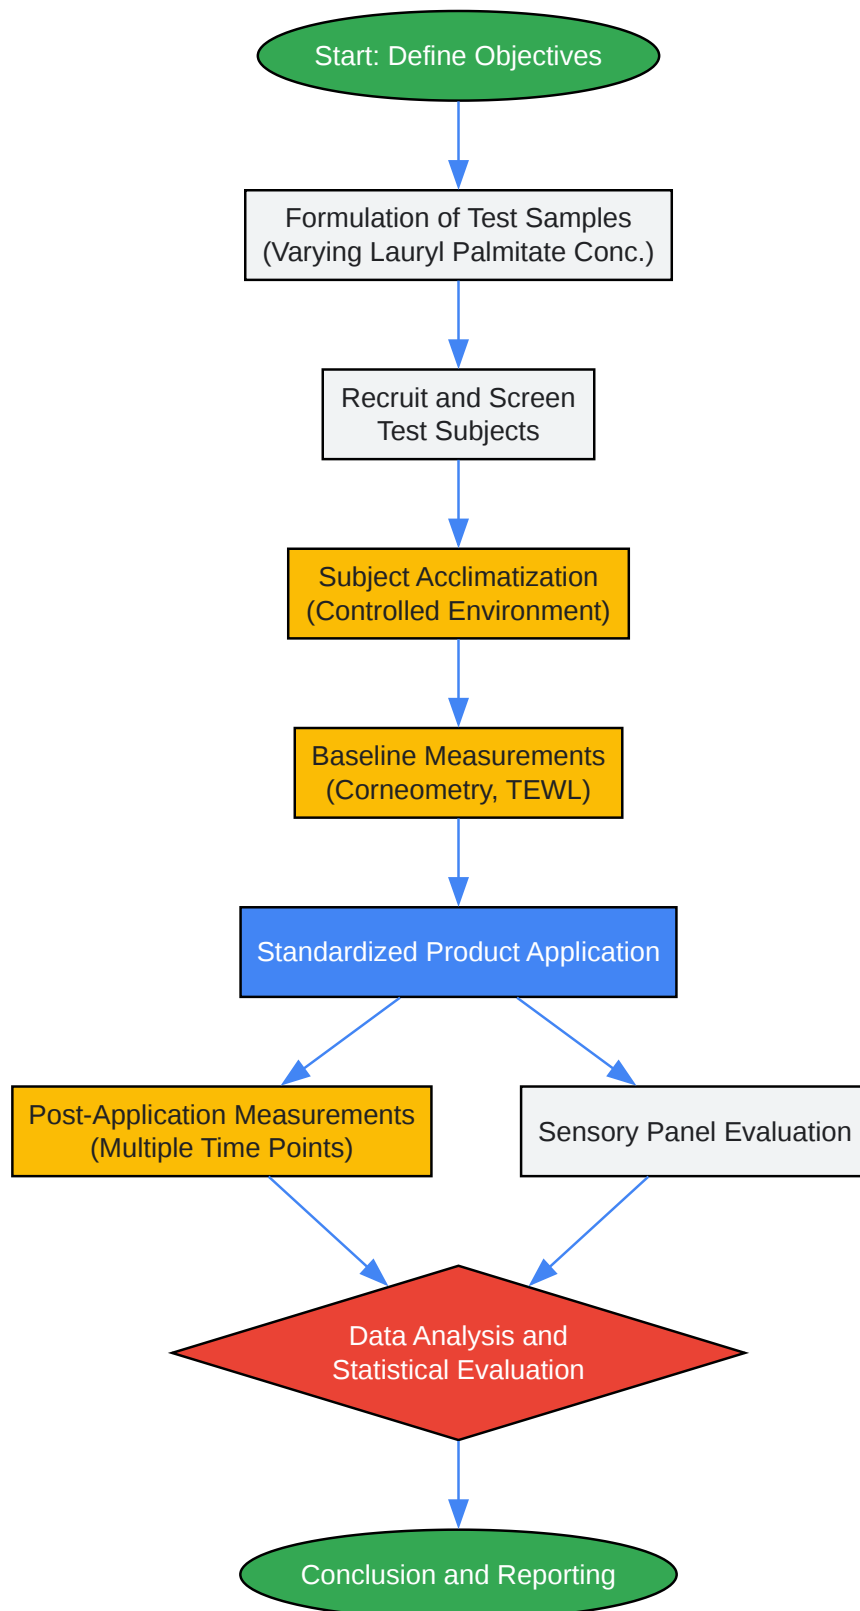 Start: Define Objectives
Formulation of Test Samples
(Varying Lauryl Palmitate Conc.)
Recruit and Screen
Test Subjects
Subject Acclimatization
(Controlled Environment)
Baseline Measurements
(Corneometry, TEWL)
Standardized Product Application
Post-Application Measurements
(Multiple Time Points)
Sensory Panel Evaluation
Data Analysis and
Statistical Evaluation
Conclusion and Reporting